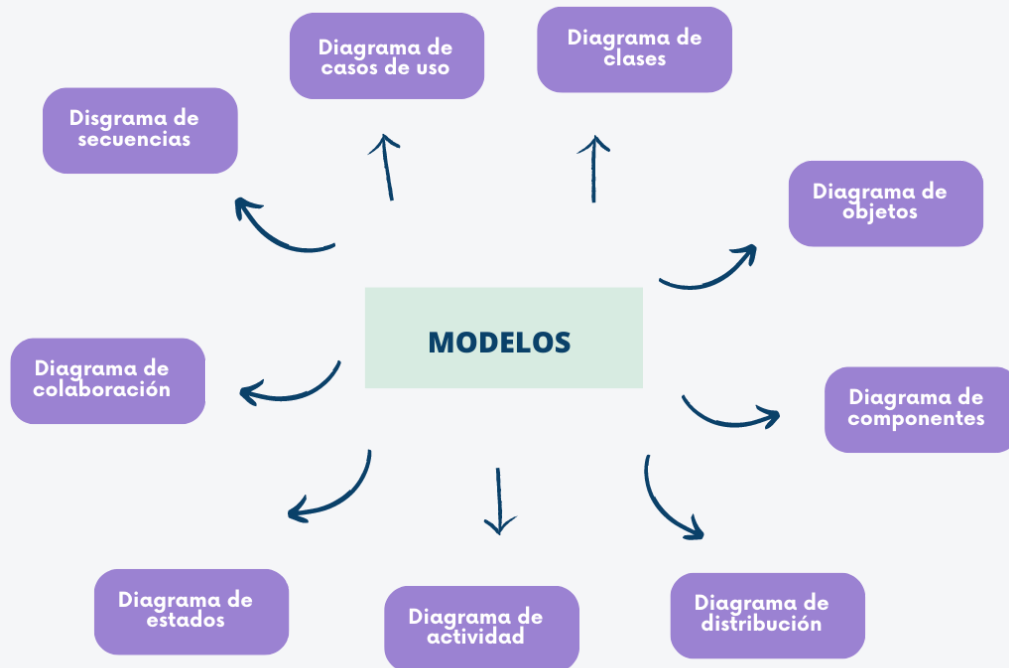 Diagrama de
casos de uso
Diagrama de
clases
Disgrama de
secuencias
Diagrama de
objetos
MODELOS
Diagrama de
colaboración
Diagrama de
componentes
Diagrama de
estados
Diagrama de
actividad
Diagrama de
distribución